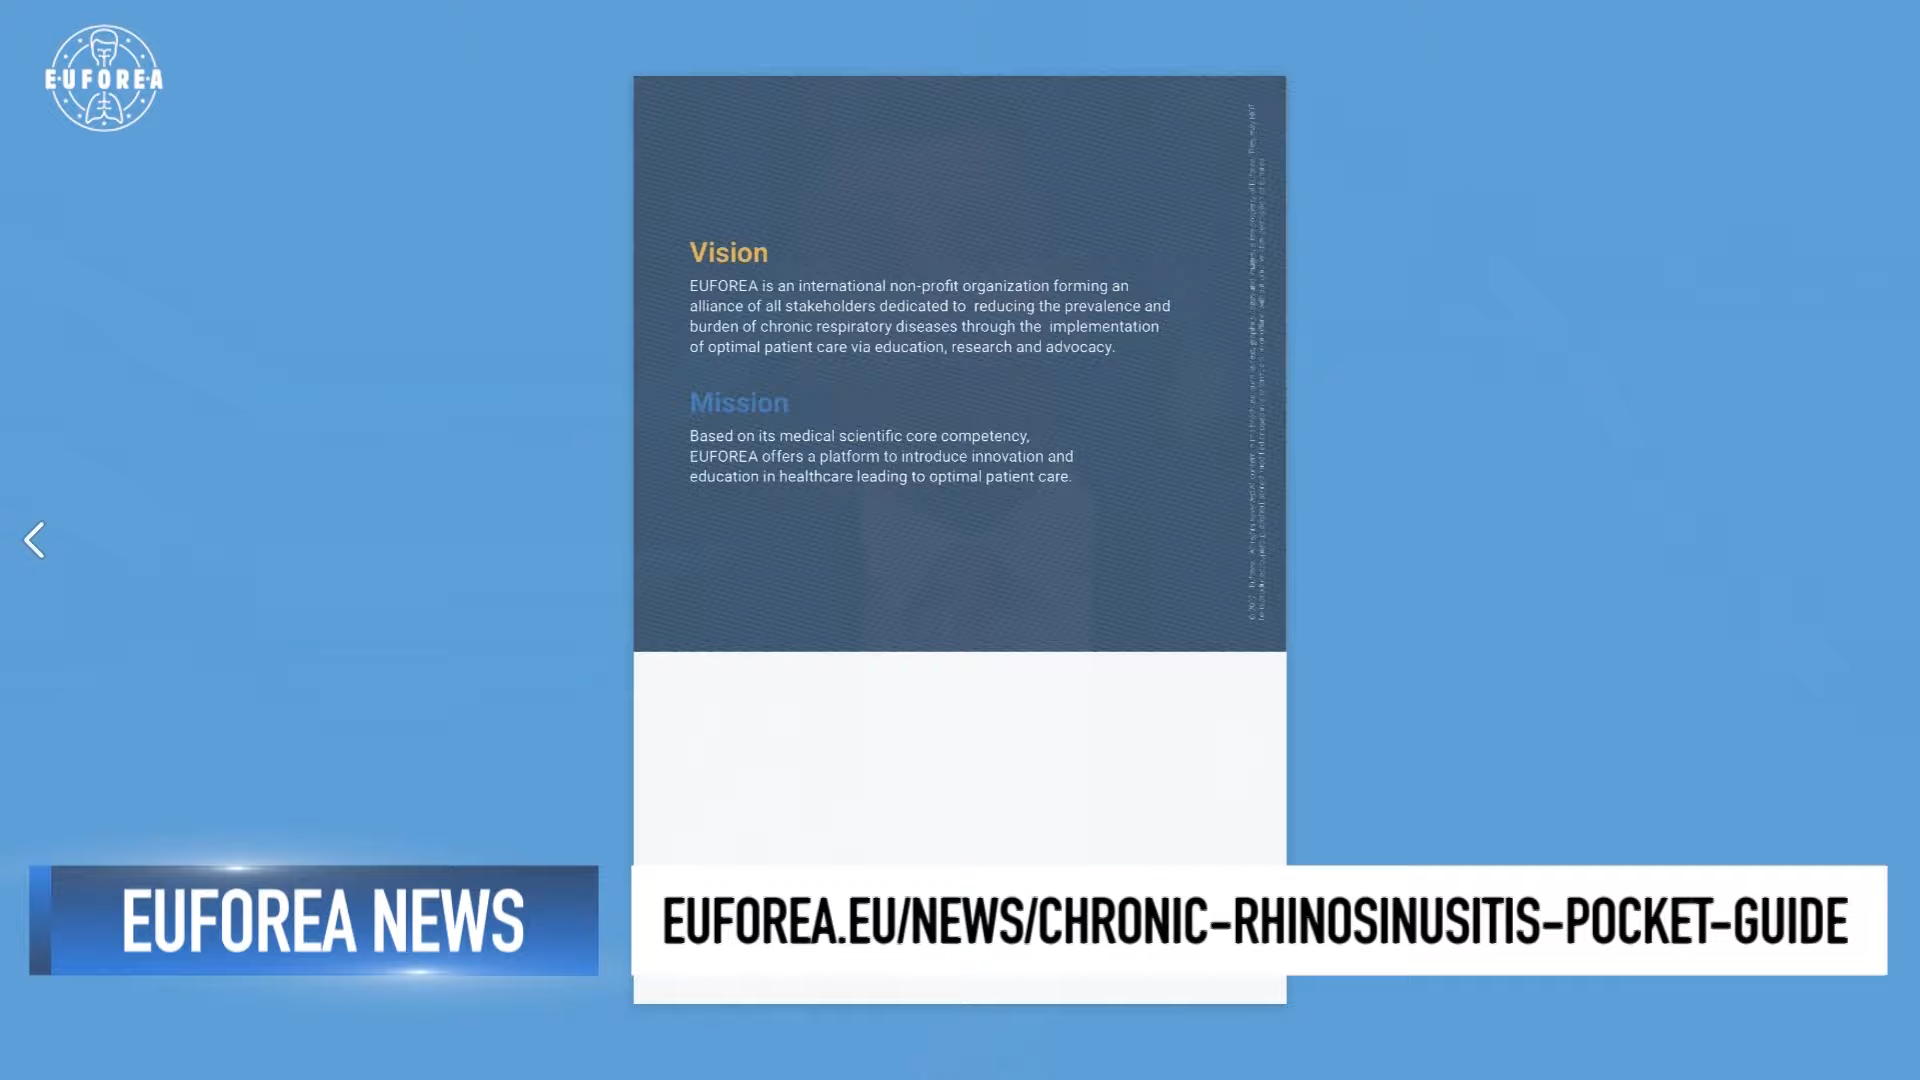 E·UFOREA
Vision
EUFOREA is an international non-profit organization forming an
alliance of all stakeholders dedicated to reducing the prevalence and
burden of chronic respiratory diseases through the implementation
of optimal patient care via education, research and advocacy.
Mission
Based on its medical scientific core competency,
EUFOREA offers a platform to introduce innovation and
education in healthcare leading to optimal patient care.
EUFOREA NEWS
EUFOREA.EU/NEWS/CHRONIC-RHINOSINUSITIS-POCKET-GUIDE